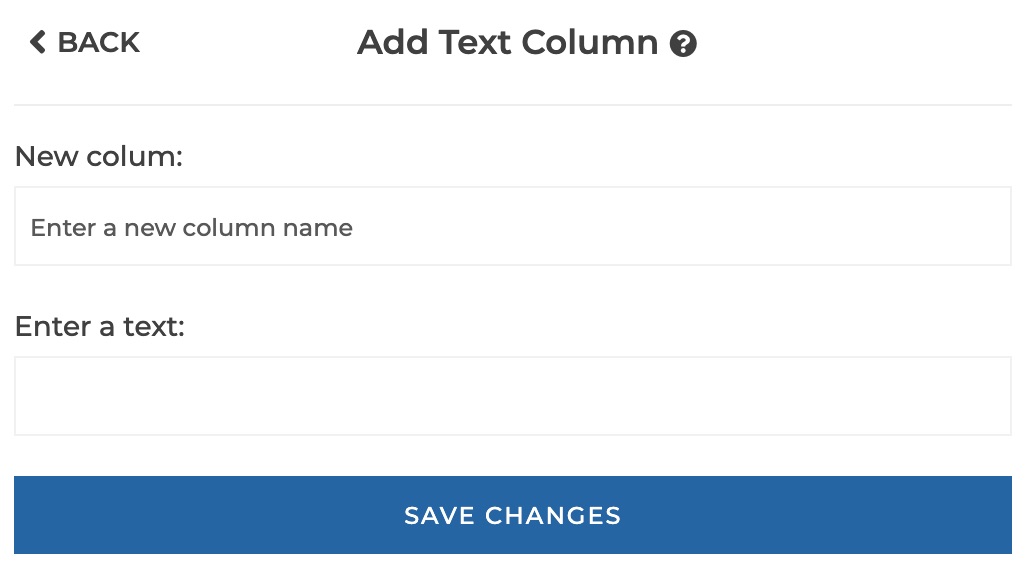 BACK
Add Text Column ?
New colum:
Enter a new column name
Enter a text:
SAVE CHANGES